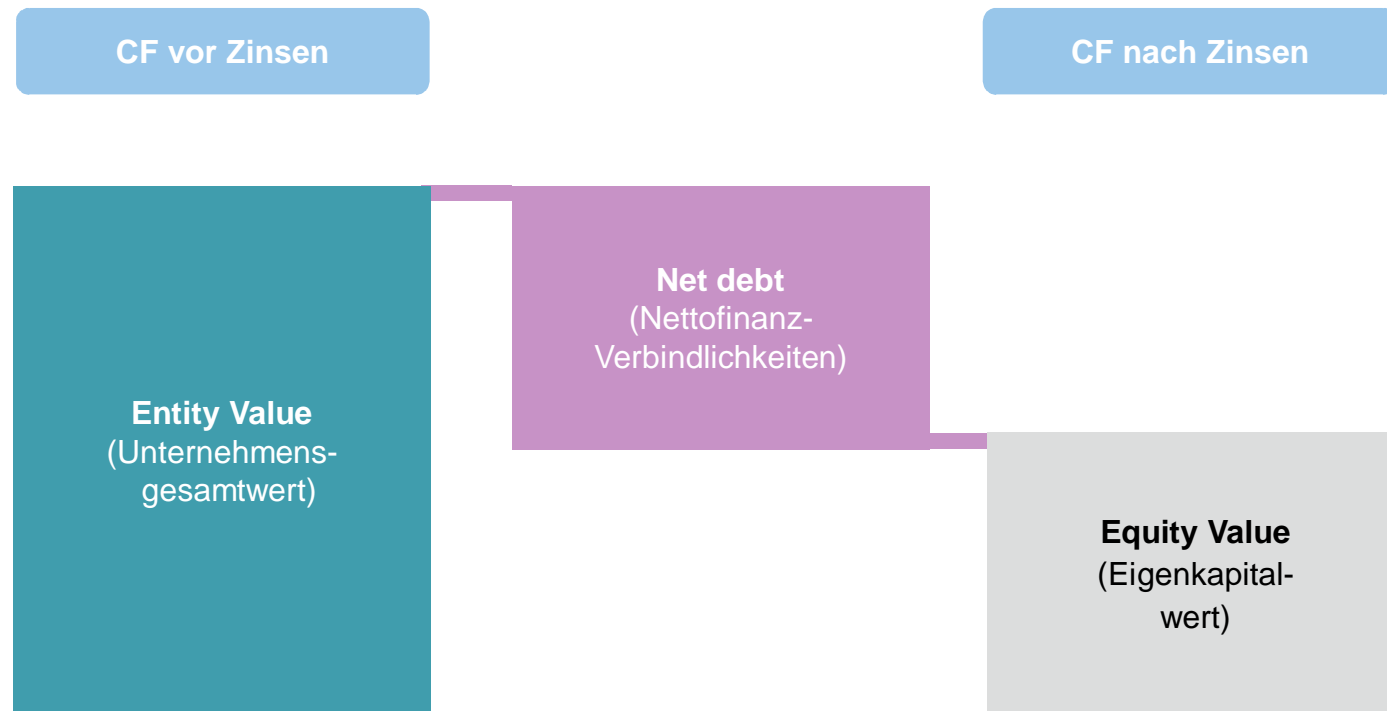 CF vor Zinsen
CF nach Zinsen
Net debt
(Nettofinanz-
Verbindlichkeiten)
Entity Value
(Unternehmens-
gesamtwert)
Equity Value
(Eigenkapital-
wert)